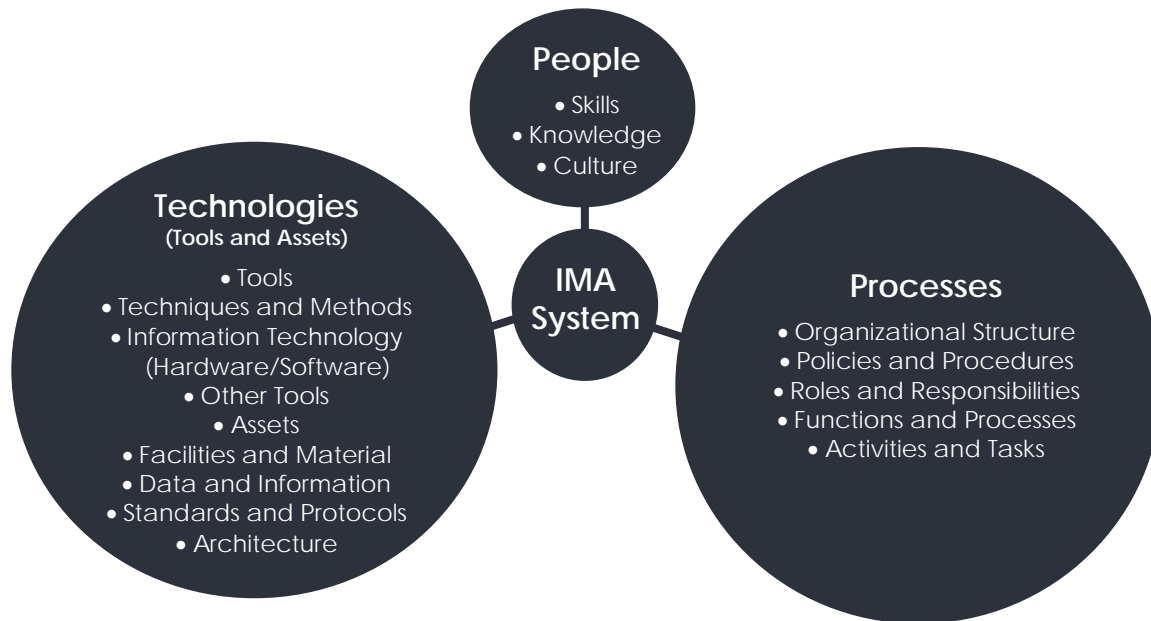 People
• Skills
• Knowledge
• Culture
Technologies
(Tools and Assets)
• Tools
• Techniques and Methods
• Information Technology
(Hardware/Software)
• Other Tools
• Assets
• Facilities and Material
• Data and Information
• Standards and Protocols
• Architecture
IMA
System
Processes
• Organizational Structure
• Policies and Procedures
• Roles and Responsibilities
• Functions and Processes
• Activities and Tasks